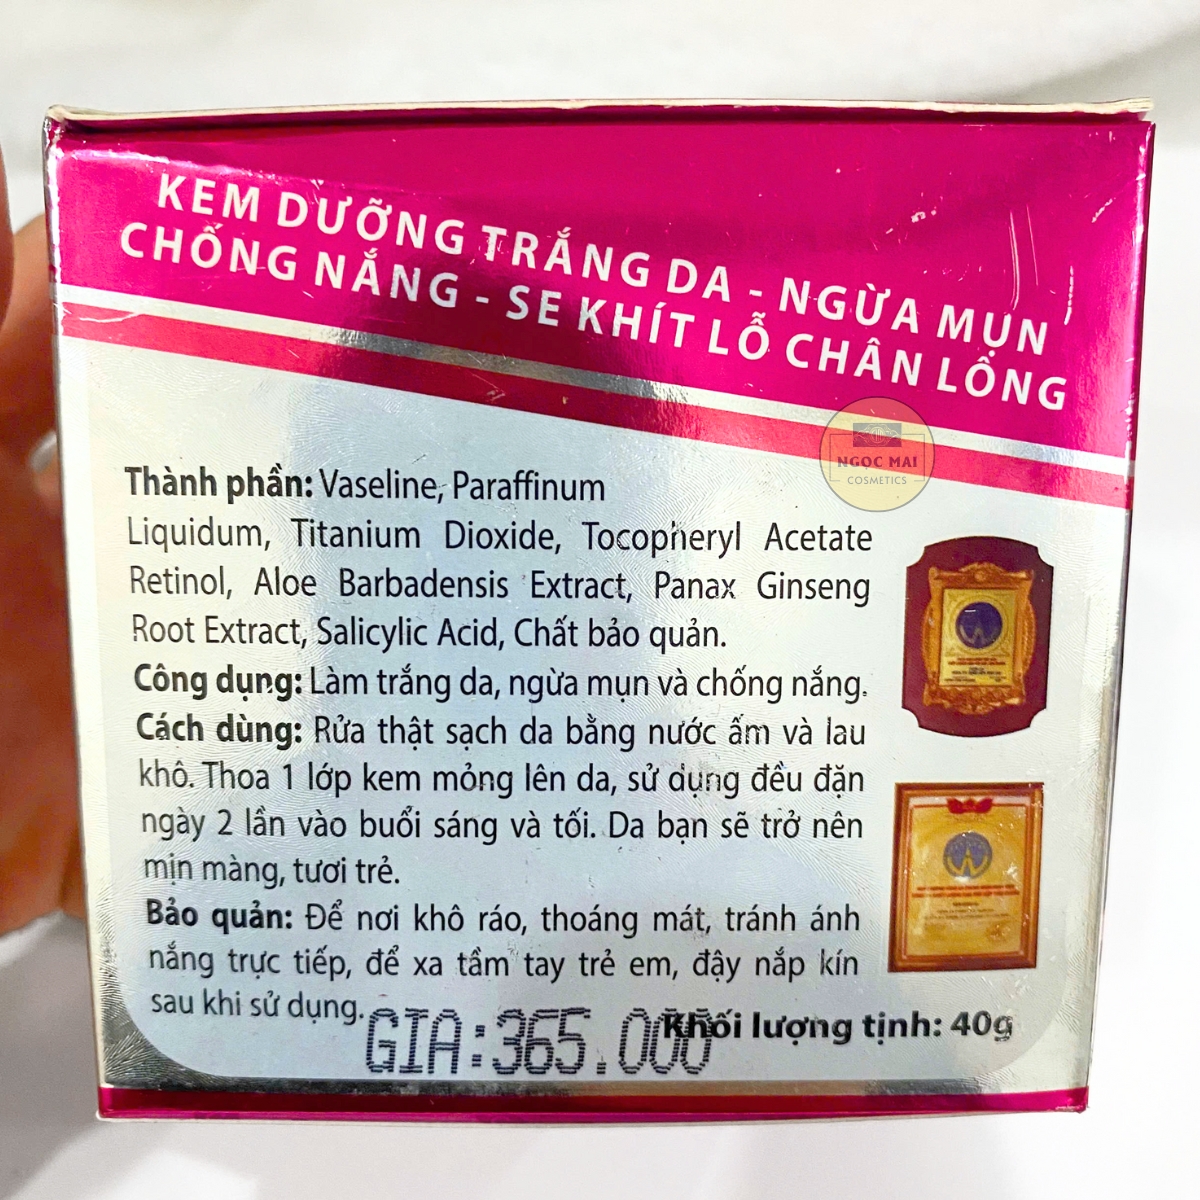 KEM DƯỠNG TRẮNG DA - NGỪA MỤN
CHỐNG NẮNG - SE KHÍT LỖ CHÂN LÔNG
NGOC MAI
COSMETICS
Thành phần: Vaseline, Paraffinum
Liquidum, Titanium Dioxide, Tocopheryl Acetate
Retinol, Aloe Barbadensis Extract, Panax Ginseng
Root Extract, Salicylic Acid, Chất bảo quản.
Công dụng: Làm trắng da, ngừa mụn và chống nắng.
Cách dùng: Rửa thật sạch da bằng nước ấm và lau
khô. Thoa 1 lớp kem mỏng lên da, sử dụng đều đặn
ngày 2 lần vào buổi sáng và tối. Da bạn sẽ trở nên
mịn màng, tươi trẻ.
Bảo quản: Để nơi khô ráo, thoáng mát, tránh ánh
nắng trực tiếp, để xa tầm tay trẻ em, đậy nắp kín
sau khi sử dụng.
GIA:365.000
Khối lượng tịnh: 40g